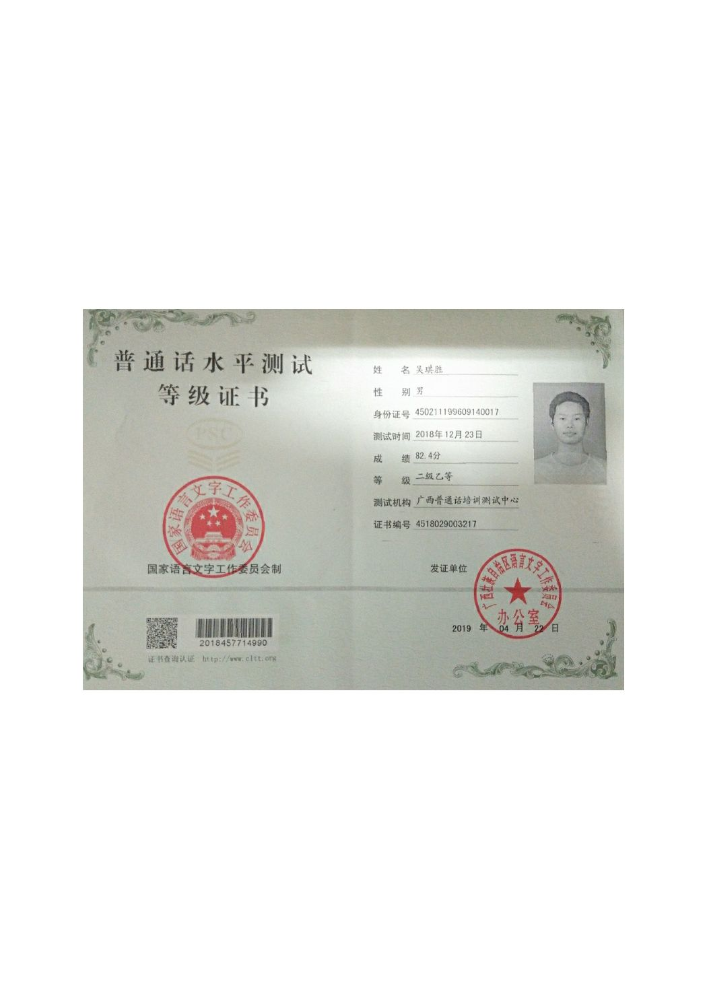 普通话水平测试
等级证书
PSC
国家语言文字工作委员会
国家语言文字工作委员会制
2018457714990
证书查询认证 http://www.cltt.org
姓 名 吴琪胜
性 别 男
身份证号 450211199609140017
测试时间 2018年12月23日
成 绩 82.4分
等 级 二级乙等
测试机构 广西普通话培训测试中心
证书编号 4518029003217
发证单位
广西壮族自治区语言文字工作委员会
办公室
2019 年 04 月 22 日